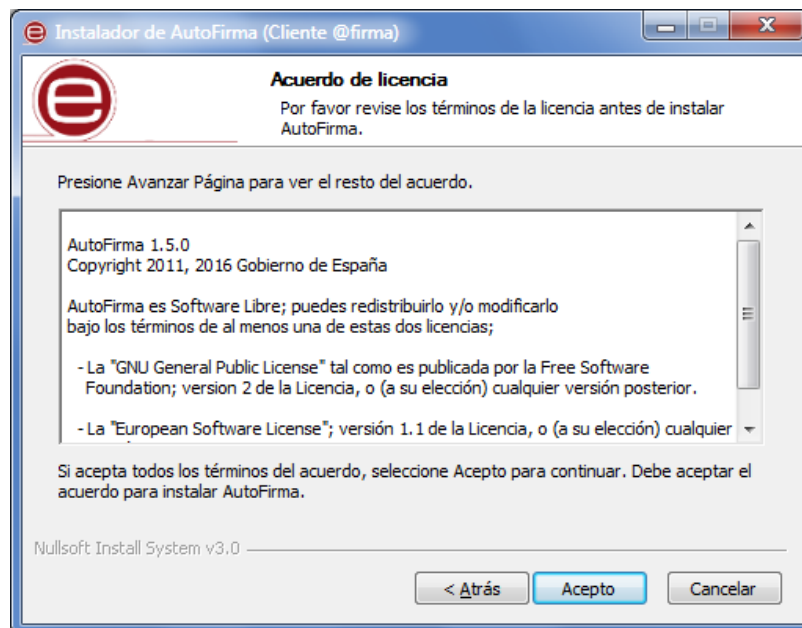 Instalador de AutoFirma (Cliente @firma)
Acuerdo de licencia
Por favor revise los términos de la licencia antes de instalar
AutoFirma.
Presione Avanzar Página para ver el resto del acuerdo.
AutoFirma 1.5.0
Copyright 2011, 2016 Gobierno de España
AutoFirma es Software Libre; puedes redistribuirlo y/o modificarlo
bajo los términos de al menos una de estas dos licencias;
- La "GNU General Public License" tal como es publicada por la Free Software
Foundation; version 2 de la Licencia, o (a su elección) cualquier versión posterior.
- La "European Software License"; versión 1.1 de la Licencia, o (a su elección) cualquier
Si acepta todos los términos del acuerdo, seleccione Acepto para continuar. Debe aceptar el
acuerdo para instalar AutoFirma.
Nullsoft Install System v3.0
< Atrás
Acepto
Cancelar